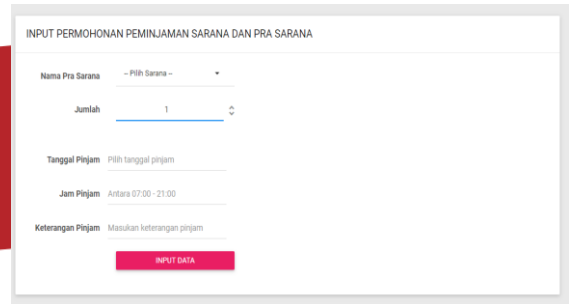 INPUT PERMOHONAN PEMINJAMAN SARANA DAN PRA SARANA
Nama Pra Sarana -- Pilih Sarana --
Jumlah 1
Tanggal Pinjam Pilih tanggal pinjam
Jam Pinjam Antara 07:00 - 21:00
Keterangan Pinjam Masukan keterangan pinjam
INPUT DATA